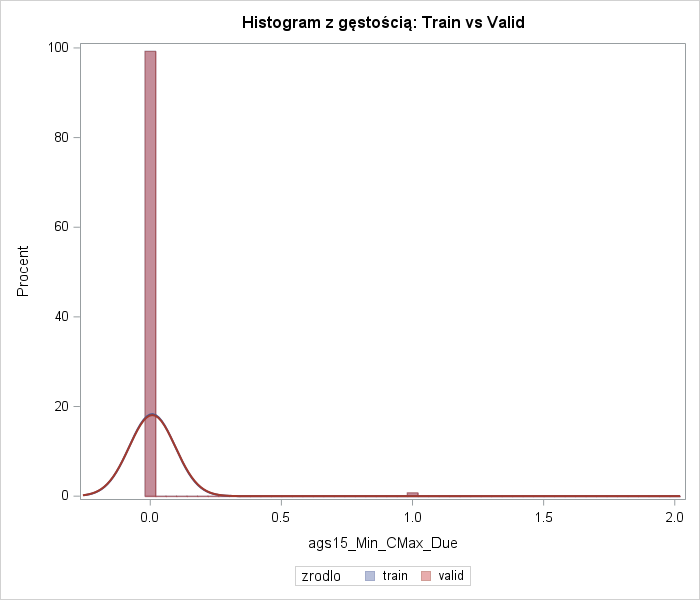 Histogram z gęstością: Train vs Valid
100
80
60
40
20
0
Procent
0.0 0.5 1.0 1.5 2.0
ags15_Min_CMax_Due
zrodlo train valid